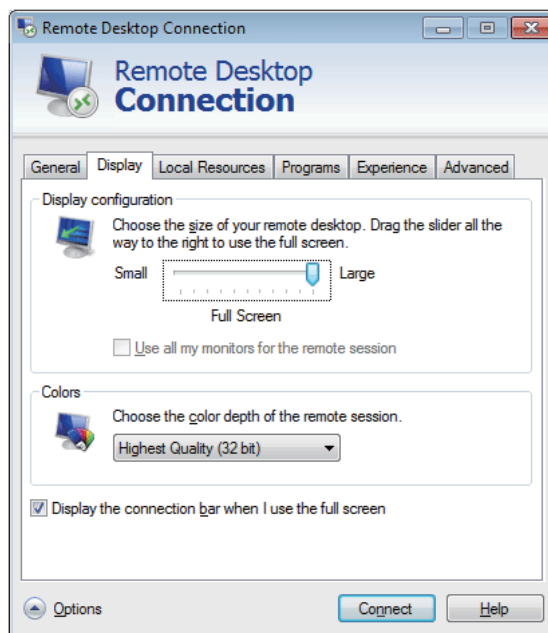 Remote Desktop Connection
Remote Desktop
Connection
General Display Local Resources Programs Experience Advanced
Display configuration
Choose the size of your remote desktop. Drag the slider all the
way to the right to use the full screen.
Small Large
Full Screen
Use all my monitors for the remote session
Colors
Choose the color depth of the remote session.
Highest Quality (32 bit)
Display the connection bar when I use the full screen
Options Connect Help